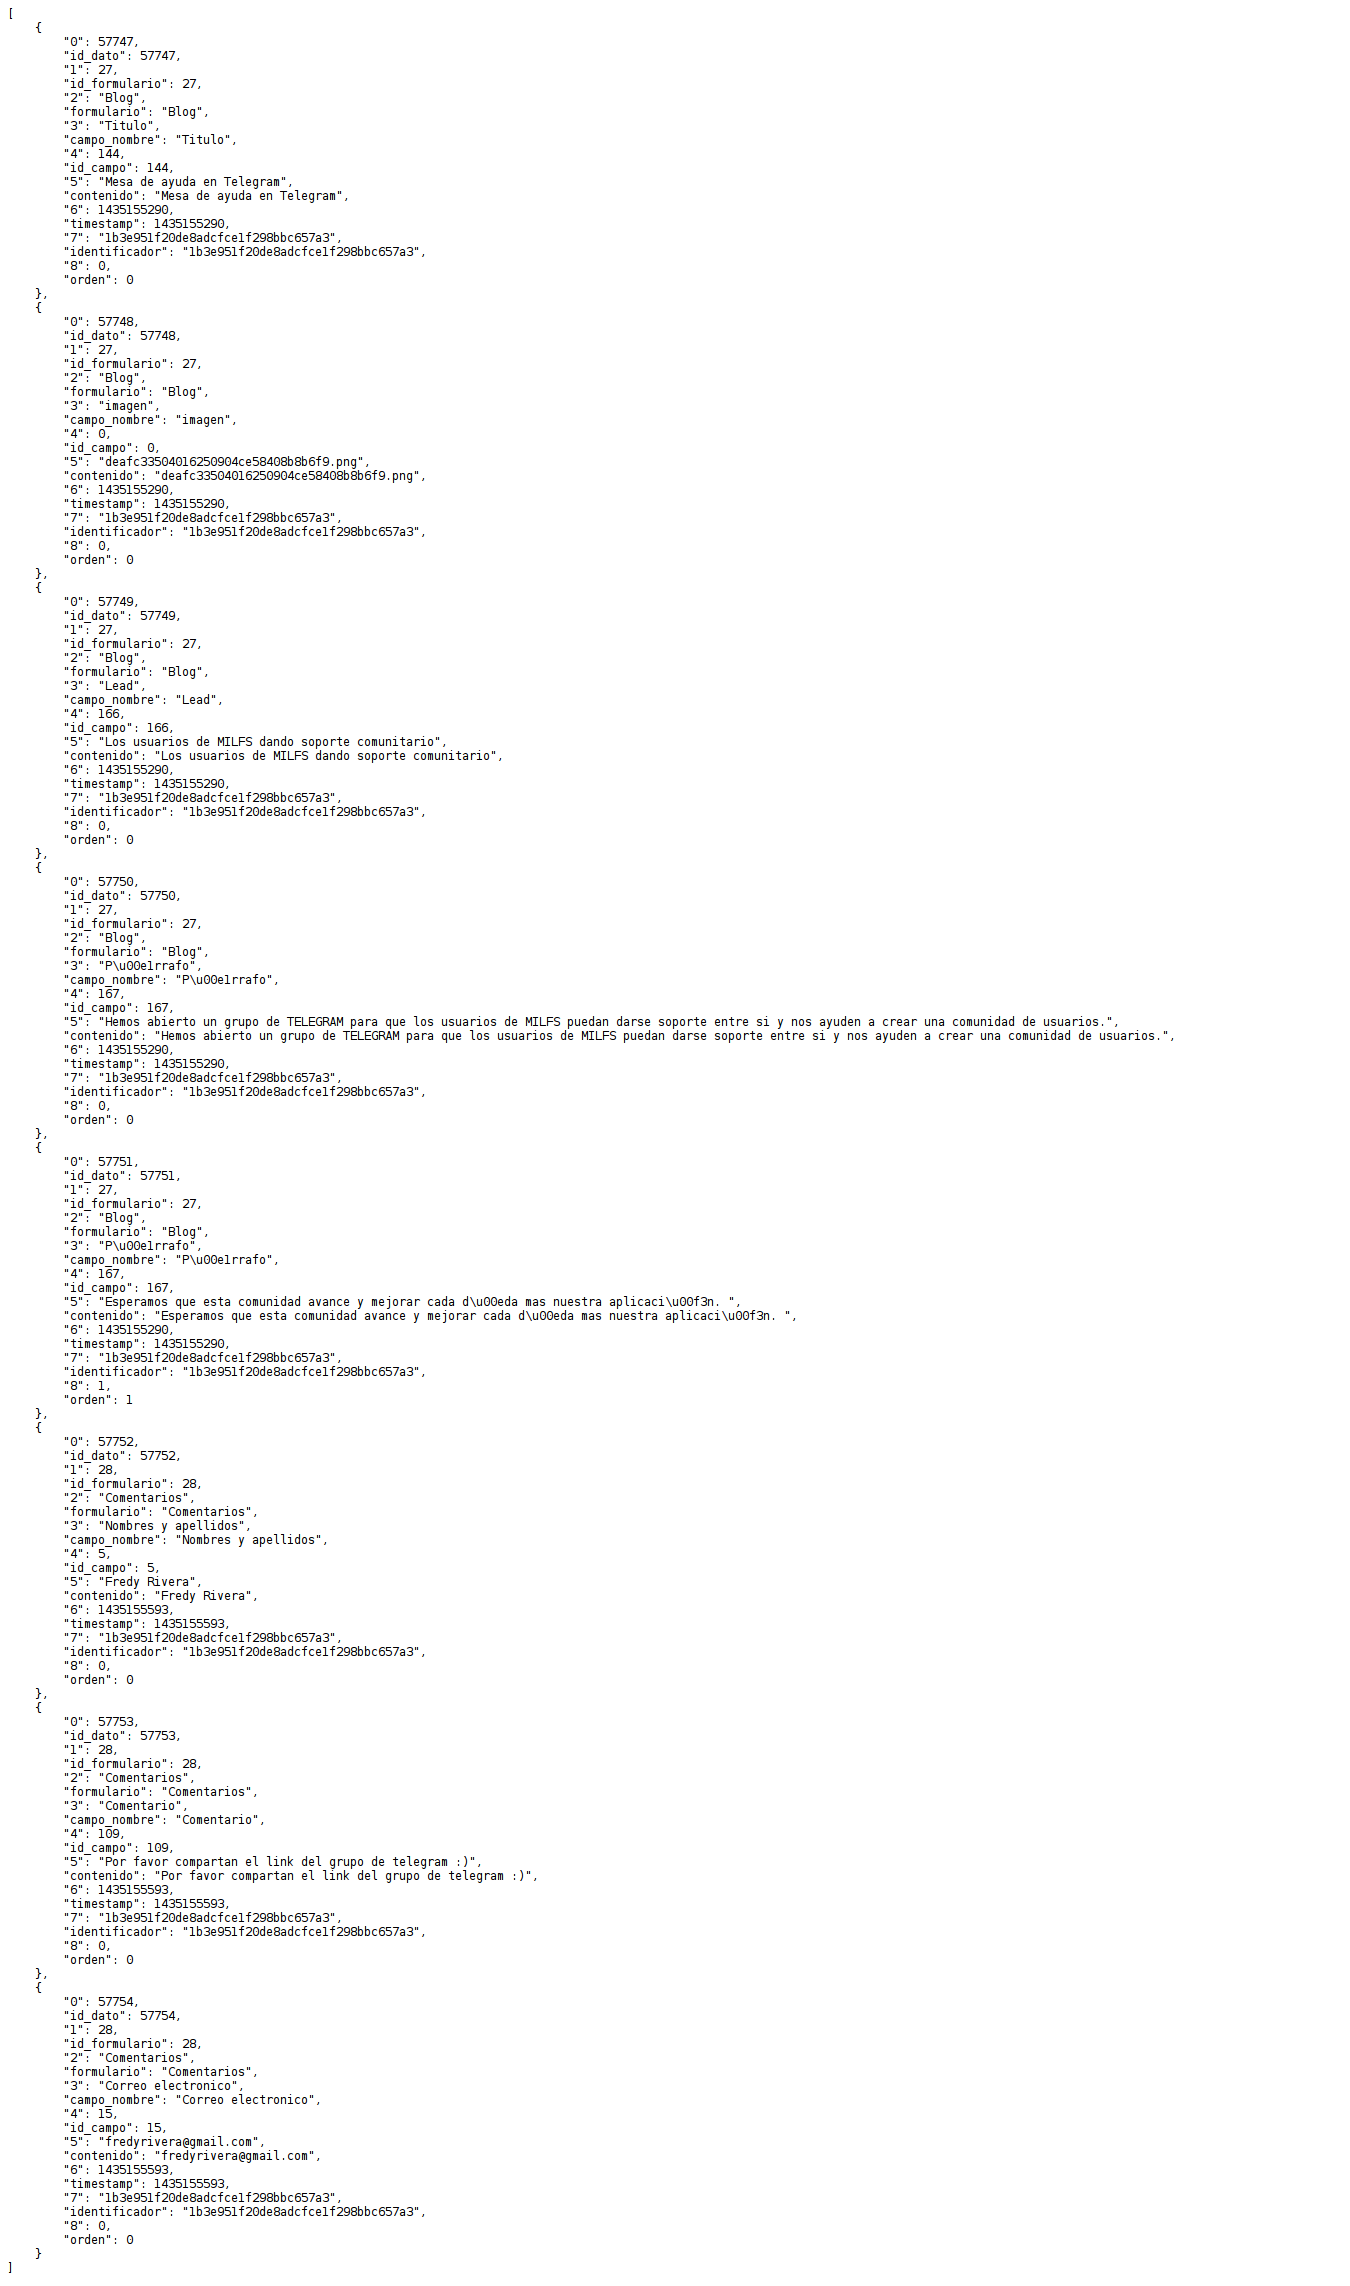 [
    {
        "0": 57747,
        "id_dato": 57747,
        "1": 27,
        "id_formulario": 27,
        "2": "Blog",
        "formulario": "Blog",
        "3": "Titulo",
        "campo_nombre": "Titulo",
        "4": 144,
        "id_campo": 144,
        "5": "Mesa de ayuda en Telegram",
        "contenido": "Mesa de ayuda en Telegram",
        "6": 1435155290,
        "timestamp": 1435155290,
        "7": "1b3e951f20de8adcfce1f298bbc657a3",
        "identificador": "1b3e951f20de8adcfce1f298bbc657a3",
        "8": 0,
        "orden": 0
    },
    {
        "0": 57748,
        "id_dato": 57748,
        "1": 27,
        "id_formulario": 27,
        "2": "Blog",
        "formulario": "Blog",
        "3": "imagen",
        "campo_nombre": "imagen",
        "4": 0,
        "id_campo": 0,
        "5": "deafc33504016250904ce58408b8b6f9.png",
        "contenido": "deafc33504016250904ce58408b8b6f9.png",
        "6": 1435155290,
        "timestamp": 1435155290,
        "7": "1b3e951f20de8adcfce1f298bbc657a3",
        "identificador": "1b3e951f20de8adcfce1f298bbc657a3",
        "8": 0,
        "orden": 0
    },
    {
        "0": 57749,
        "id_dato": 57749,
        "1": 27,
        "id_formulario": 27,
        "2": "Blog",
        "formulario": "Blog",
        "3": "Lead",
        "campo_nombre": "Lead",
        "4": 166,
        "id_campo": 166,
        "5": "Los usuarios de MILFS dando soporte comunitario",
        "contenido": "Los usuarios de MILFS dando soporte comunitario",
        "6": 1435155290,
        "timestamp": 1435155290,
        "7": "1b3e951f20de8adcfce1f298bbc657a3",
        "identificador": "1b3e951f20de8adcfce1f298bbc657a3",
        "8": 0,
        "orden": 0
    },
    {
        "0": 57750,
        "id_dato": 57750,
        "1": 27,
        "id_formulario": 27,
        "2": "Blog",
        "formulario": "Blog",
        "3": "P\u00e1rrafo",
        "campo_nombre": "P\u00e1rrafo",
        "4": 167,
        "id_campo": 167,
        "5": "Hemos abierto un grupo de TELEGRAM para que los usuarios de MILFS puedan darse soporte entre si y nos ayuden a crear una comunidad de usuarios.",
        "contenido": "Hemos abierto un grupo de TELEGRAM para que los usuarios de MILFS puedan darse soporte entre si y nos ayuden a crear una comunidad de usuarios.",
        "6": 1435155290,
        "timestamp": 1435155290,
        "7": "1b3e951f20de8adcfce1f298bbc657a3",
        "identificador": "1b3e951f20de8adcfce1f298bbc657a3",
        "8": 0,
        "orden": 0
    },
    {
        "0": 57751,
        "id_dato": 57751,
        "1": 27,
        "id_formulario": 27,
        "2": "Blog",
        "formulario": "Blog",
        "3": "P\u00e1rrafo",
        "campo_nombre": "P\u00e1rrafo",
        "4": 167,
        "id_campo": 167,
        "5": "Esperamos que esta comunidad avance y mejorar cada d\u00eda mas nuestra aplicaci\u00f3n. ",
        "contenido": "Esperamos que esta comunidad avance y mejorar cada d\u00eda mas nuestra aplicaci\u00f3n. ",
        "6": 1435155290,
        "timestamp": 1435155290,
        "7": "1b3e951f20de8adcfce1f298bbc657a3",
        "identificador": "1b3e951f20de8adcfce1f298bbc657a3",
        "8": 1,
        "orden": 1
    },
    {
        "0": 57752,
        "id_dato": 57752,
        "1": 28,
        "id_formulario": 28,
        "2": "Comentarios",
        "formulario": "Comentarios",
        "3": "Nombres y apellidos",
        "campo_nombre": "Nombres y apellidos",
        "4": 5,
        "id_campo": 5,
        "5": "Fredy Rivera",
        "contenido": "Fredy Rivera",
        "6": 1435155593,
        "timestamp": 1435155593,
        "7": "1b3e951f20de8adcfce1f298bbc657a3",
        "identificador": "1b3e951f20de8adcfce1f298bbc657a3",
        "8": 0,
        "orden": 0
    },
    {
        "0": 57753,
        "id_dato": 57753,
        "1": 28,
        "id_formulario": 28,
        "2": "Comentarios",
        "formulario": "Comentarios",
        "3": "Comentario",
        "campo_nombre": "Comentario",
        "4": 109,
        "id_campo": 109,
        "5": "Por favor compartan el link del grupo de telegram :)",
        "contenido": "Por favor compartan el link del grupo de telegram :)",
        "6": 1435155593,
        "timestamp": 1435155593,
        "7": "1b3e951f20de8adcfce1f298bbc657a3",
        "identificador": "1b3e951f20de8adcfce1f298bbc657a3",
        "8": 0,
        "orden": 0
    },
    {
        "0": 57754,
        "id_dato": 57754,
        "1": 28,
        "id_formulario": 28,
        "2": "Comentarios",
        "formulario": "Comentarios",
        "3": "Correo electronico",
        "campo_nombre": "Correo electronico",
        "4": 15,
        "id_campo": 15,
        "5": "fredyrivera@gmail.com",
        "contenido": "fredyrivera@gmail.com",
        "6": 1435155593,
        "timestamp": 1435155593,
        "7": "1b3e951f20de8adcfce1f298bbc657a3",
        "identificador": "1b3e951f20de8adcfce1f298bbc657a3",
        "8": 0,
        "orden": 0
    }
]